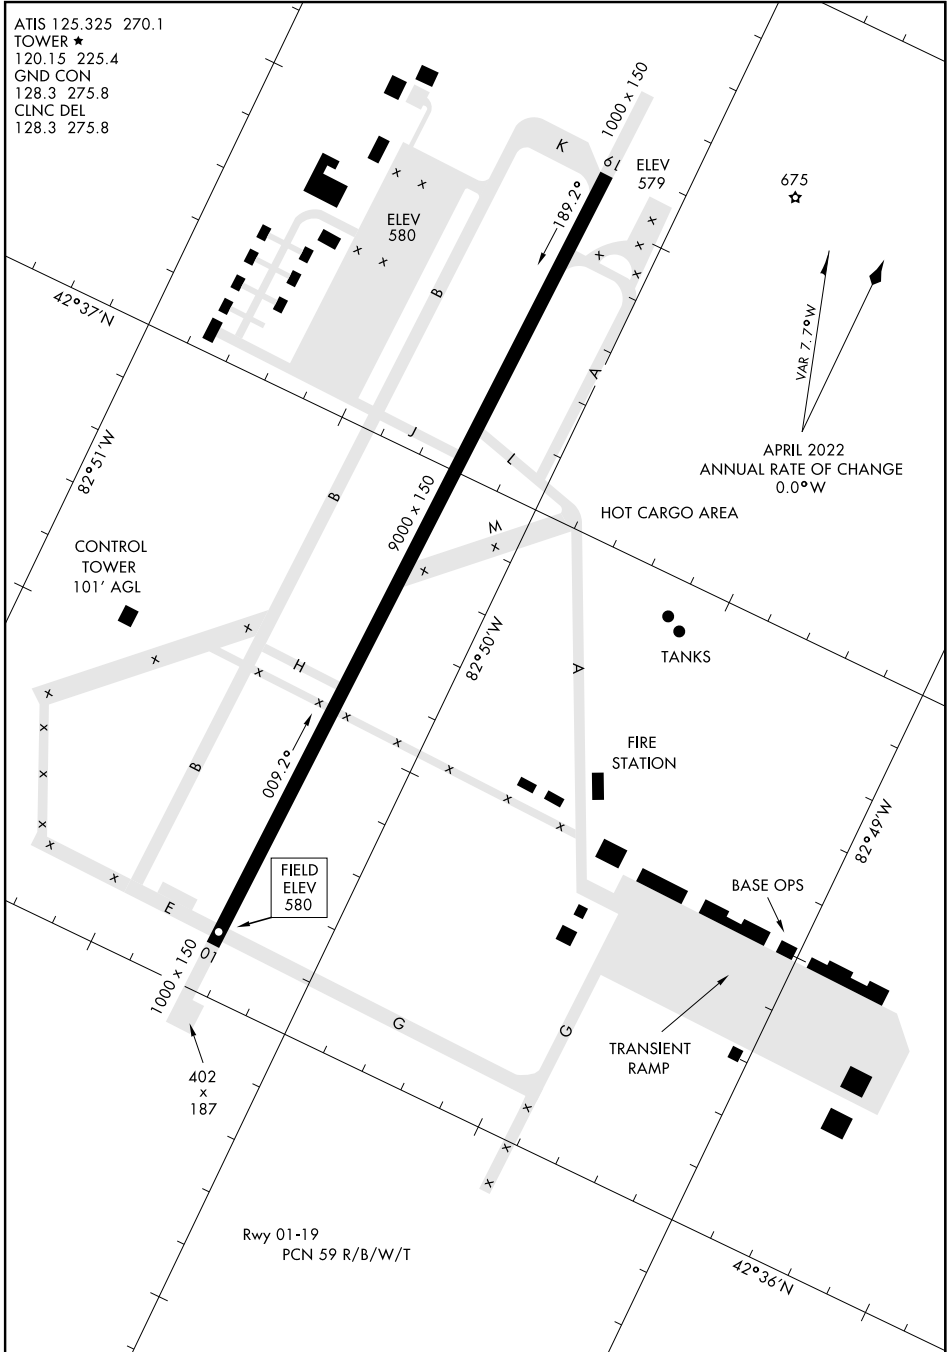 ATIS 125.325 270.1
TOWER ★
120.15 225.4
GND CON
128.3 275.8
CLNC DEL
128.3 275.8
1000 x 150
K
19
ELEV
579
675
189.2°
ELEV
580
B
42°37'N
VAR 7.7°W
A
J
82°51'W
L
APRIL 2022
ANNUAL RATE OF CHANGE
0.0°W
B
9000 x 150
HOT CARGO AREA
M
CONTROL
TOWER
101' AGL
82°50'W
TANKS
H
A
FIRE
STATION
009.2°
B
82°49'W
FIELD
ELEV
580
BASE OPS
E
01
1000 x 150
G
G
TRANSIENT
RAMP
402
x
187
Rwy 01-19
PCN 59 R/B/W/T
42°36'N